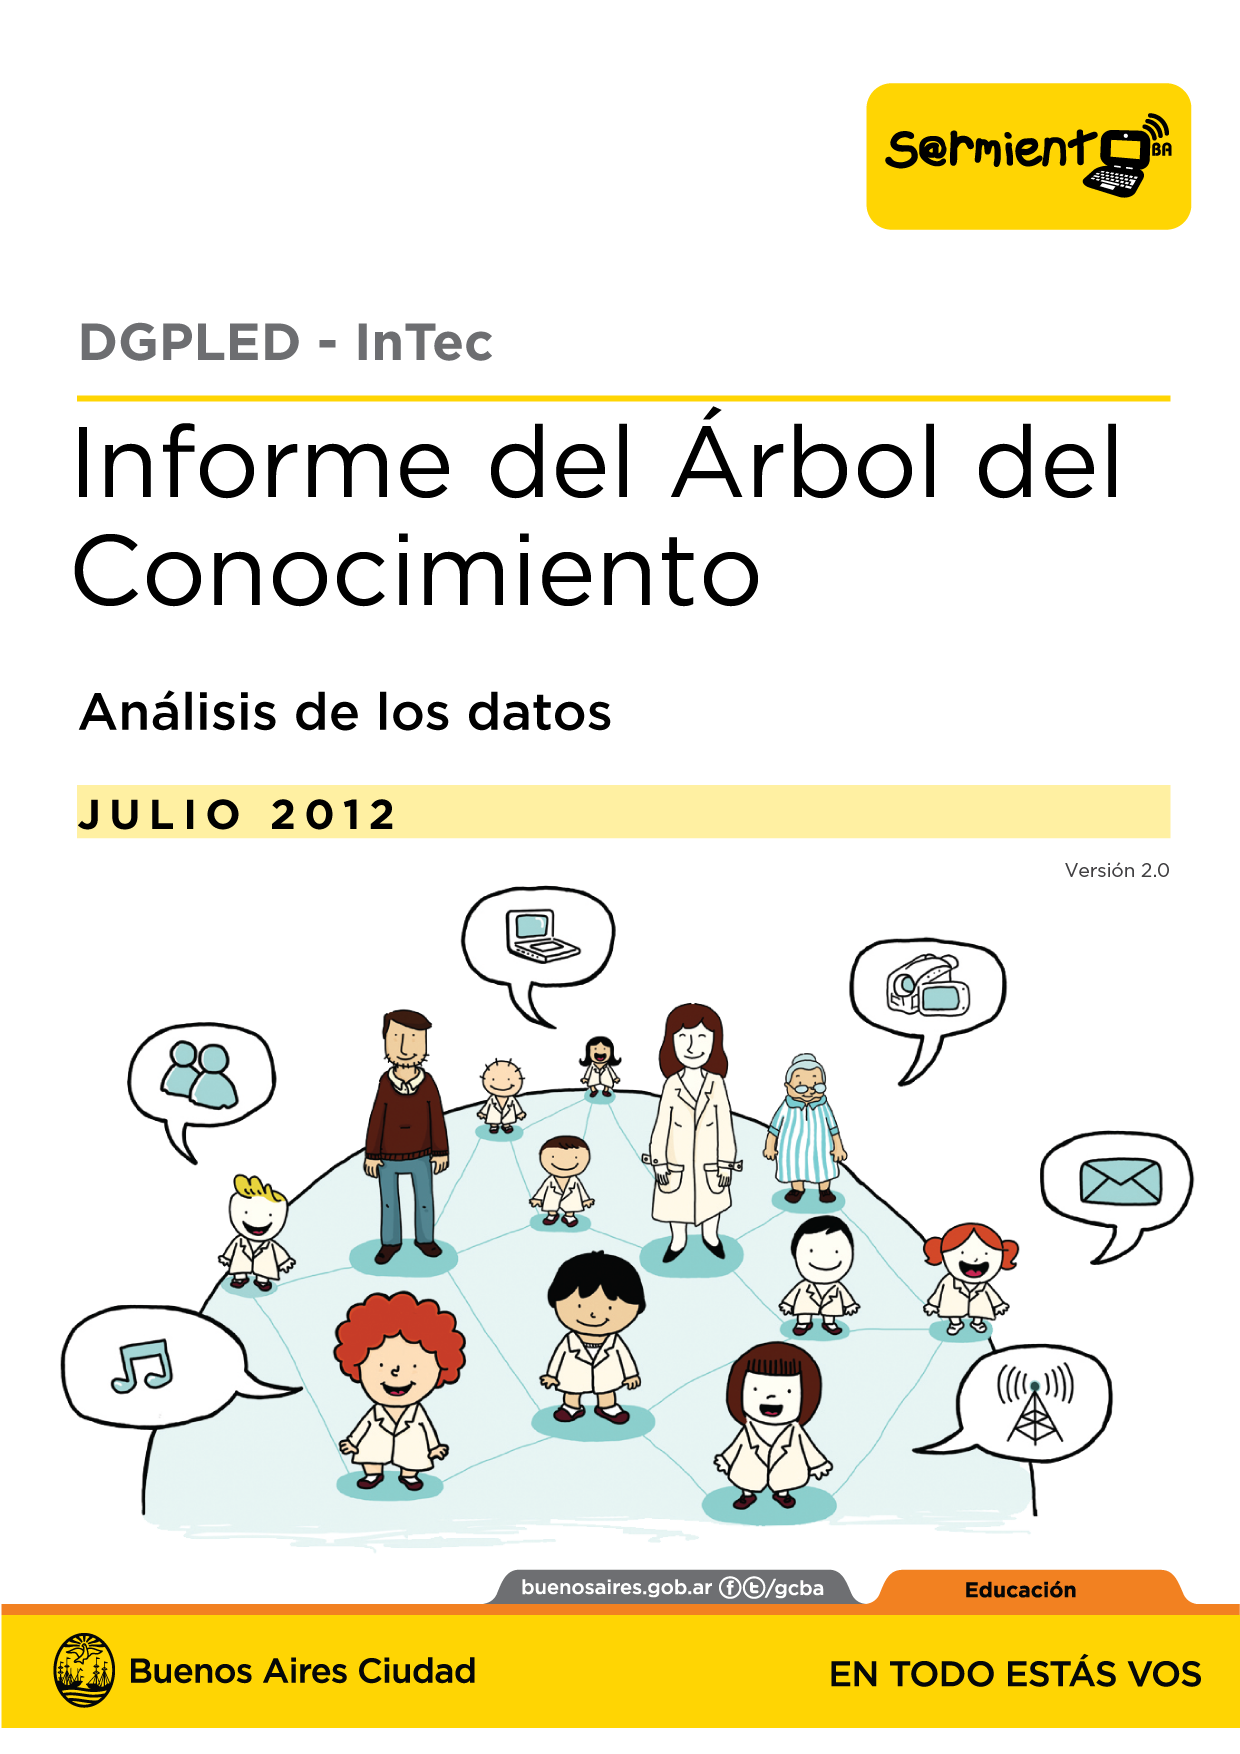 S@rmiento BA
DGPLED - InTec
Informe del Árbol del
Conocimiento
Análisis de los datos
JULIO 2012
Versión 2.0
buenosaires.gob.ar f t /gcba
Educación
Buenos Aires Ciudad
EN TODO ESTÁS VOS